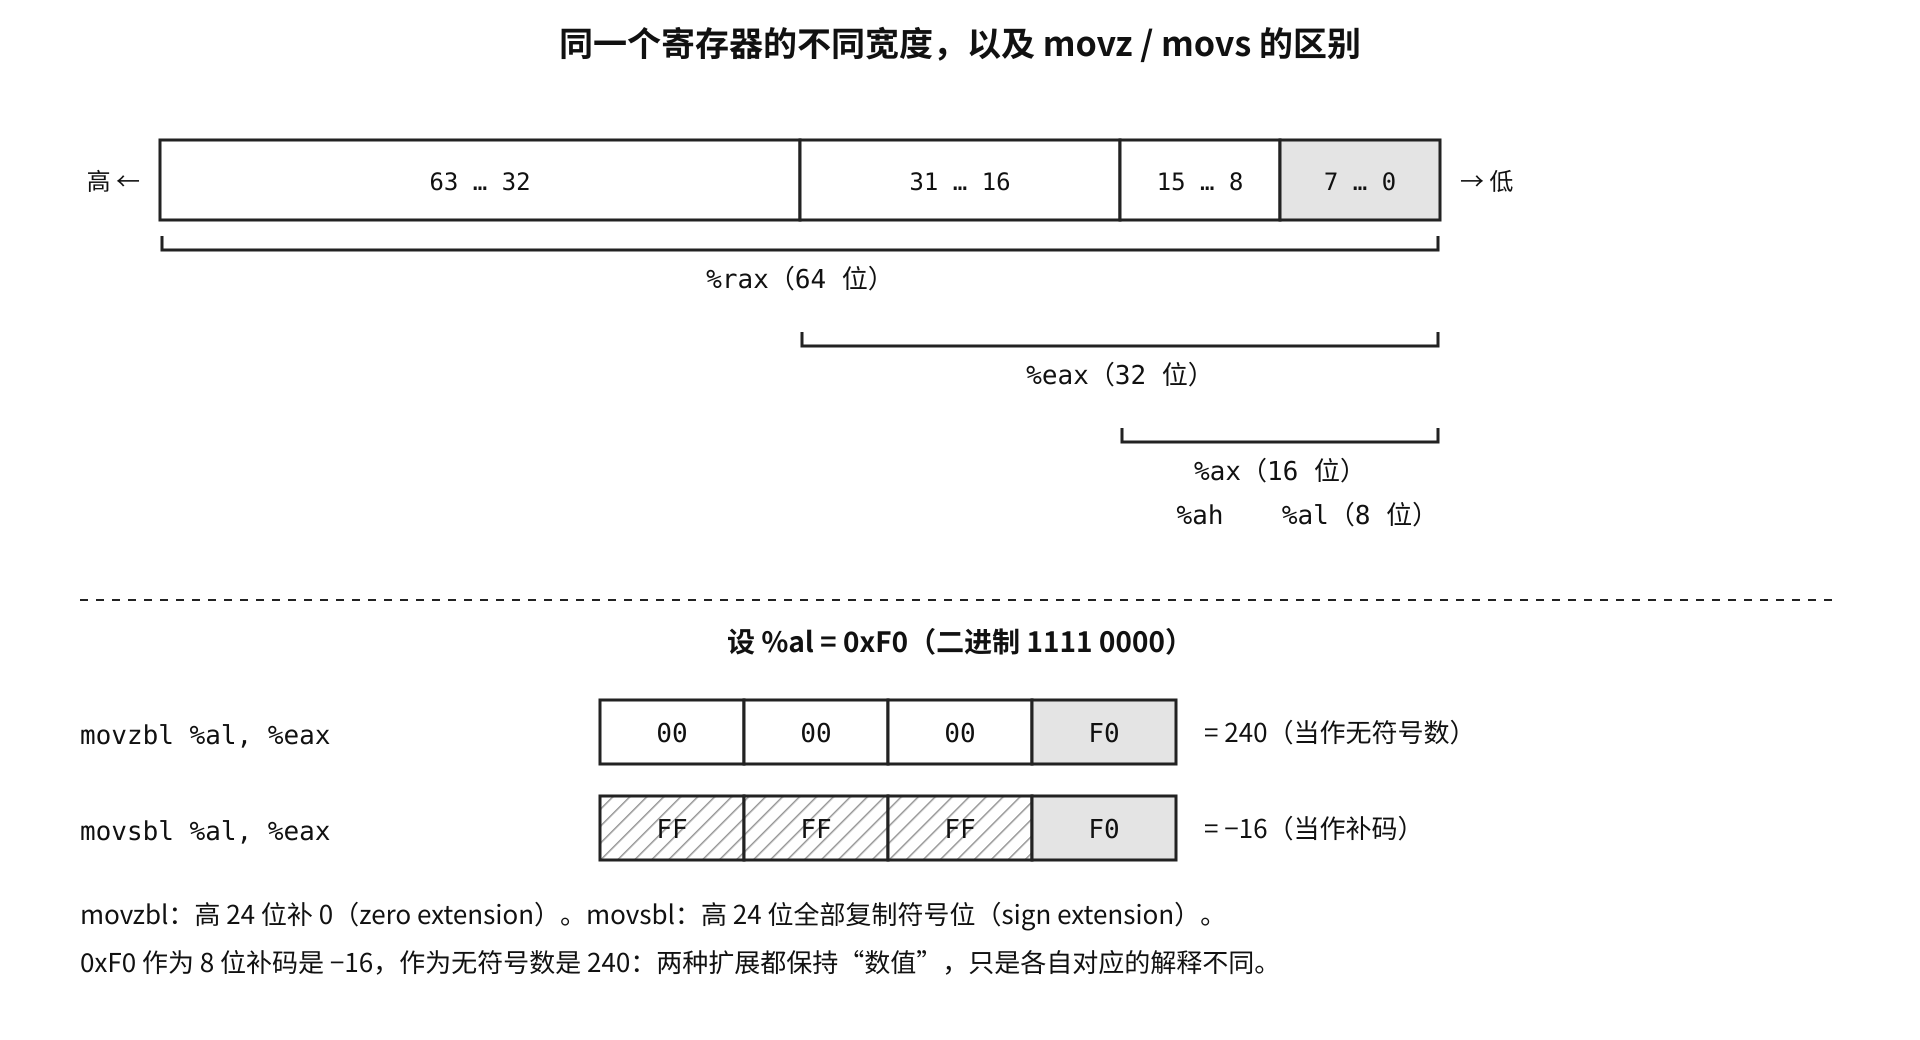 同一个寄存器的不同宽度，以及 movz / movs 的区别
高 ← 63 … 32 31 … 16 15 … 8 7 … 0 → 低
%rax（64 位）
%eax（32 位）
%ax（16 位）
%ah %al（8 位）
设 %al = 0xF0（二进制 1111 0000）
movzbl %al, %eax 00 00 00 F0 = 240（当作无符号数）
movsbl %al, %eax FF FF FF F0 = −16（当作补码）
movzbl：高 24 位补 0（zero extension）。movsbl：高 24 位全部复制符号位（sign extension）。
0xF0 作为 8 位补码是 −16，作为无符号数是 240：两种扩展都保持“数值”，只是各自对应的解释不同。